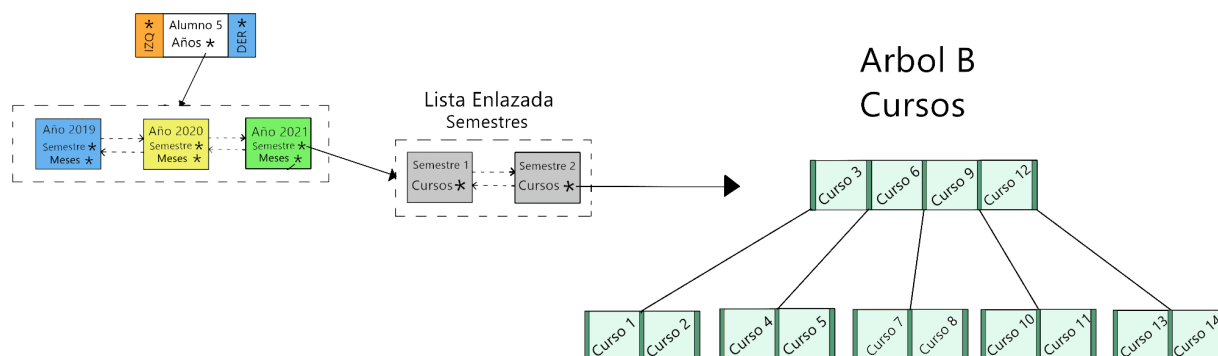 IZQ *
Alumno 5
Años *
DER *
Año 2019
Semestre *
Meses *
Año 2020
Semestre *
Meses *
Año 2021
Semestre *
Meses *
Lista Enlazada
Semestres
Semestre 1
Cursos *
Semestre 2
Cursos *
Arbol B
Cursos
Curso 3
Curso 6
Curso 9
Curso 12
Curso 1
Curso 2
Curso 4
Curso 5
Curso 7
Curso 8
Curso 10
Curso 11
Curso 13
Curso 14